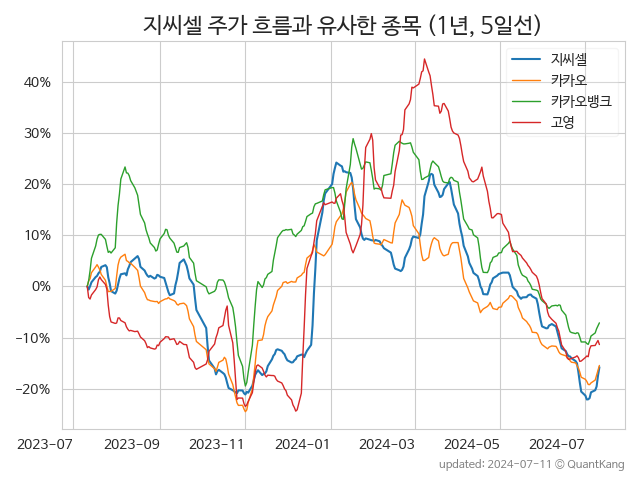 지씨셀 주가 흐름과 유사한 종목 (1년, 5일선)
지씨셀
카카오
카카오뱅크
고영
40%
30%
20%
10%
0%
−10%
−20%
2023-07 2023-09 2023-11 2024-01 2024-03 2024-05 2024-07
updated: 2024-07-11 © QuantKang